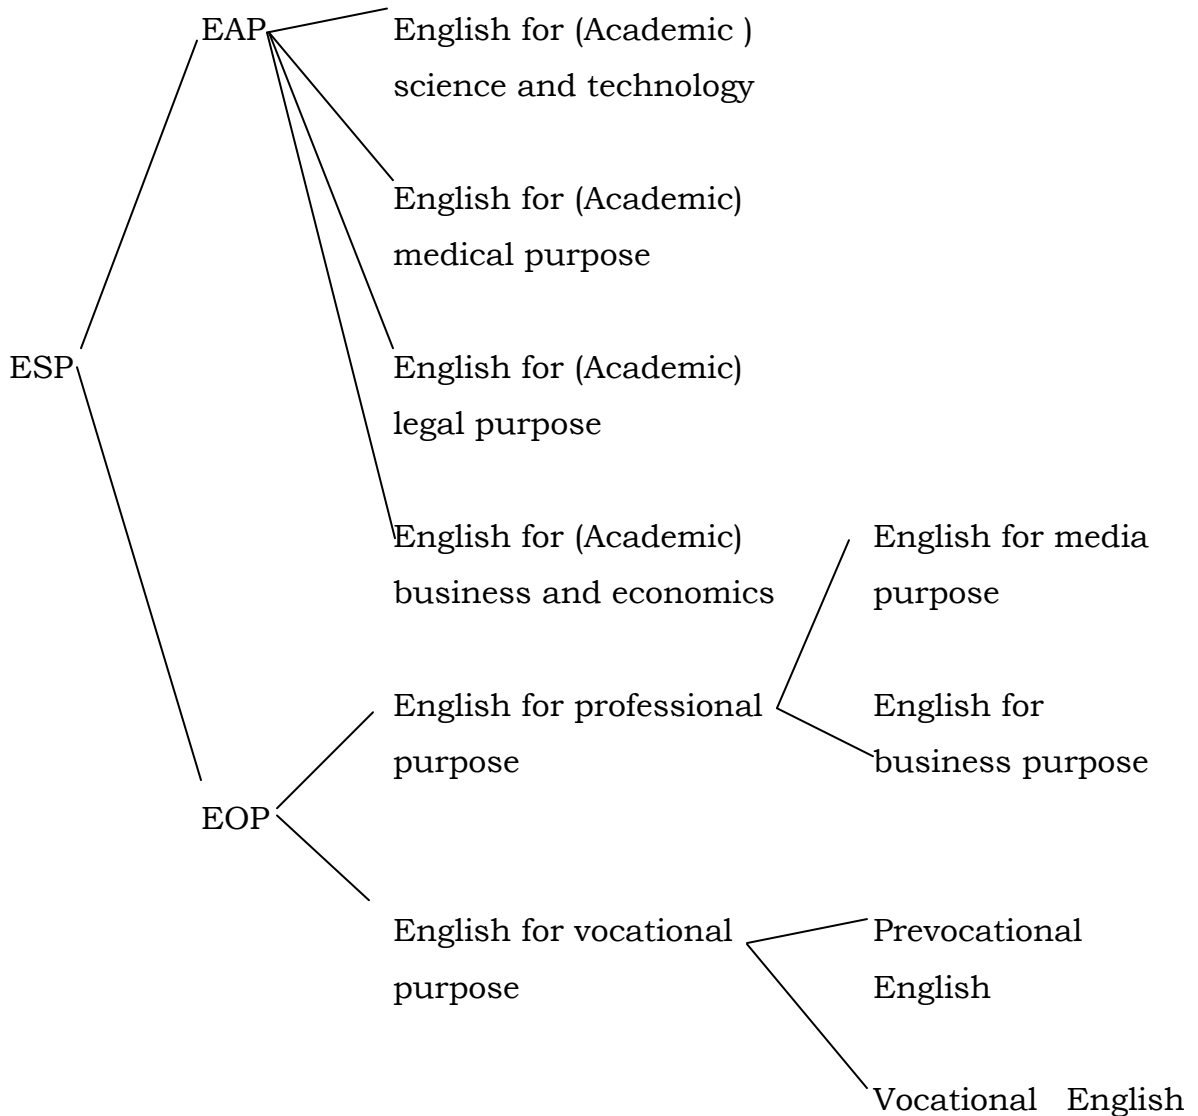 EAP
English for (Academic )
science and technology
English for (Academic)
medical purpose
ESP
English for (Academic)
legal purpose
English for (Academic)
business and economics
English for media
purpose
English for professional
purpose
English for
business purpose
EOP
English for vocational
purpose
Prevocational
English
Vocational English